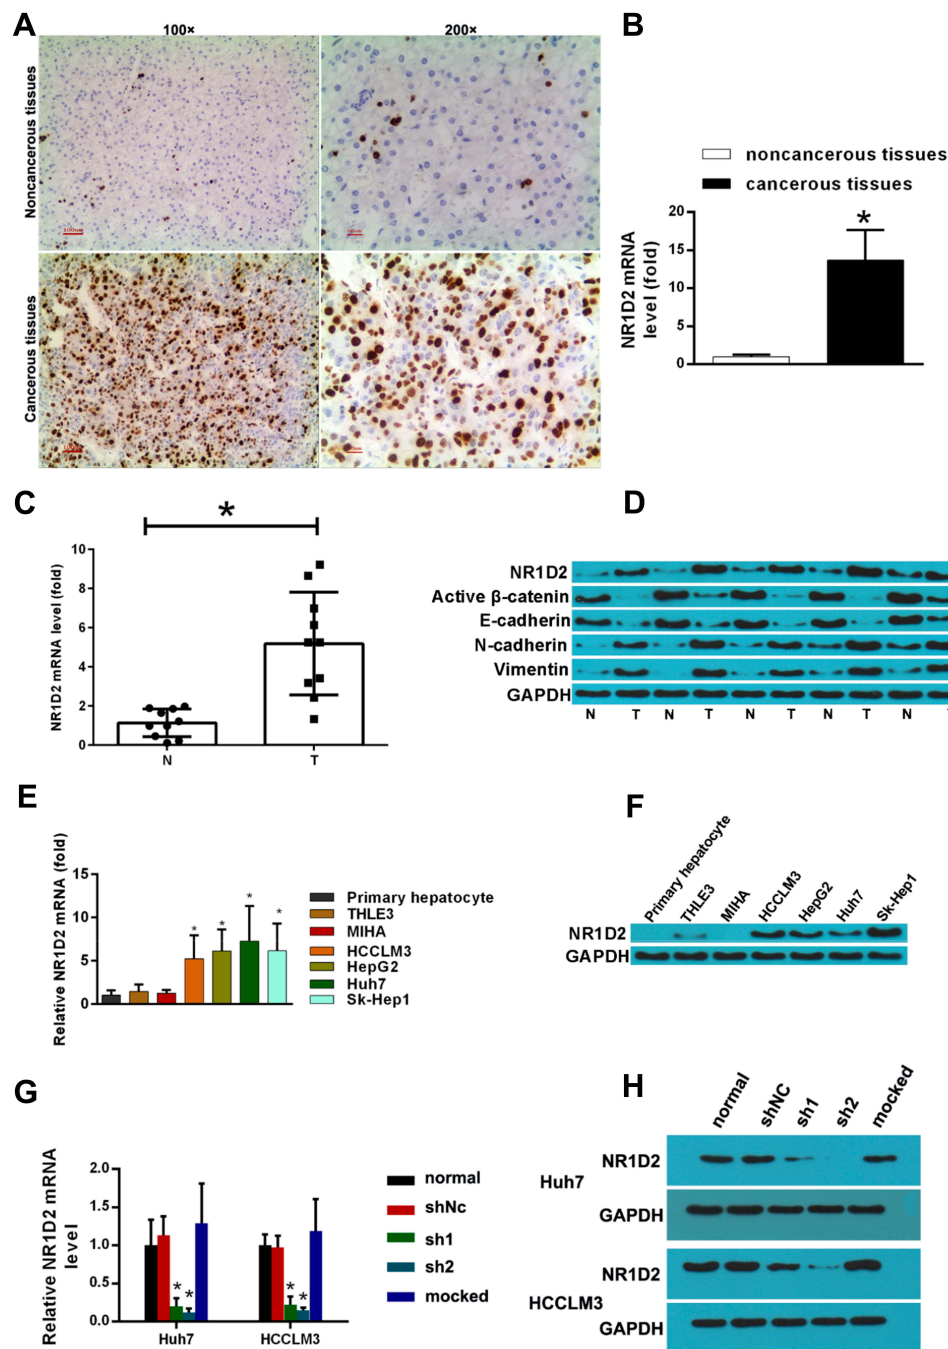 A
100×
200×
Noncancerous tissues
Cancerous tissues
B
noncancerous tissues
cancerous tissues
NR1D2 mRNA
level (fold)
20
15
10
5
0
*
C
*
NR1D2 mRNA level (fold)
10
8
6
4
2
0
N
T
D
NR1D2
Active β-catenin
E-cadherin
N-cadherin
Vimentin
GAPDH
N T N T N T N T N
E
Relative NR1D2 mRNA (fold)
15
10
5
0
* * * *
Primary hepatocyte
THLE3
MIHA
HCCLM3
HepG2
Huh7
Sk-Hep1
F
Primary hepatocyte
THLE3
MIHA
HCCLM3
HepG2
Huh7
Sk-Hep1
NR1D2
GAPDH
G
Relative NR1D2 mRNA
level
2.0
1.5
1.0
0.5
0.0
* * * *
Huh7
HCCLM3
normal
shNc
sh1
sh2
mocked
H
normal
shNC
sh1
sh2
mocked
Huh7
NR1D2
GAPDH
HCCLM3
NR1D2
GAPDH